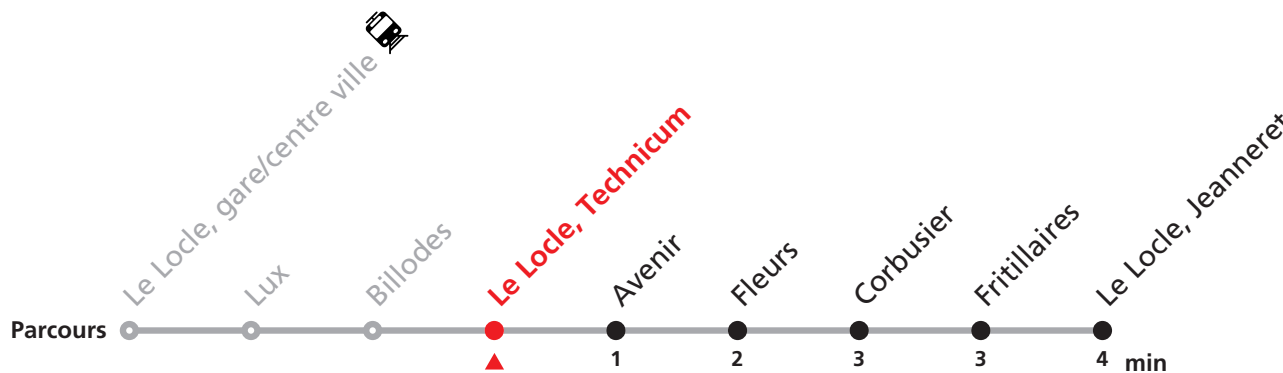 Le Locle, gare/centre ville
Lux
Billodes
Le Locle, Technicum
Avenir
Fleurs
Corbusier
Fritillaires
Le Locle, Jeanneret
Parcours
1 2 3 3 4 min